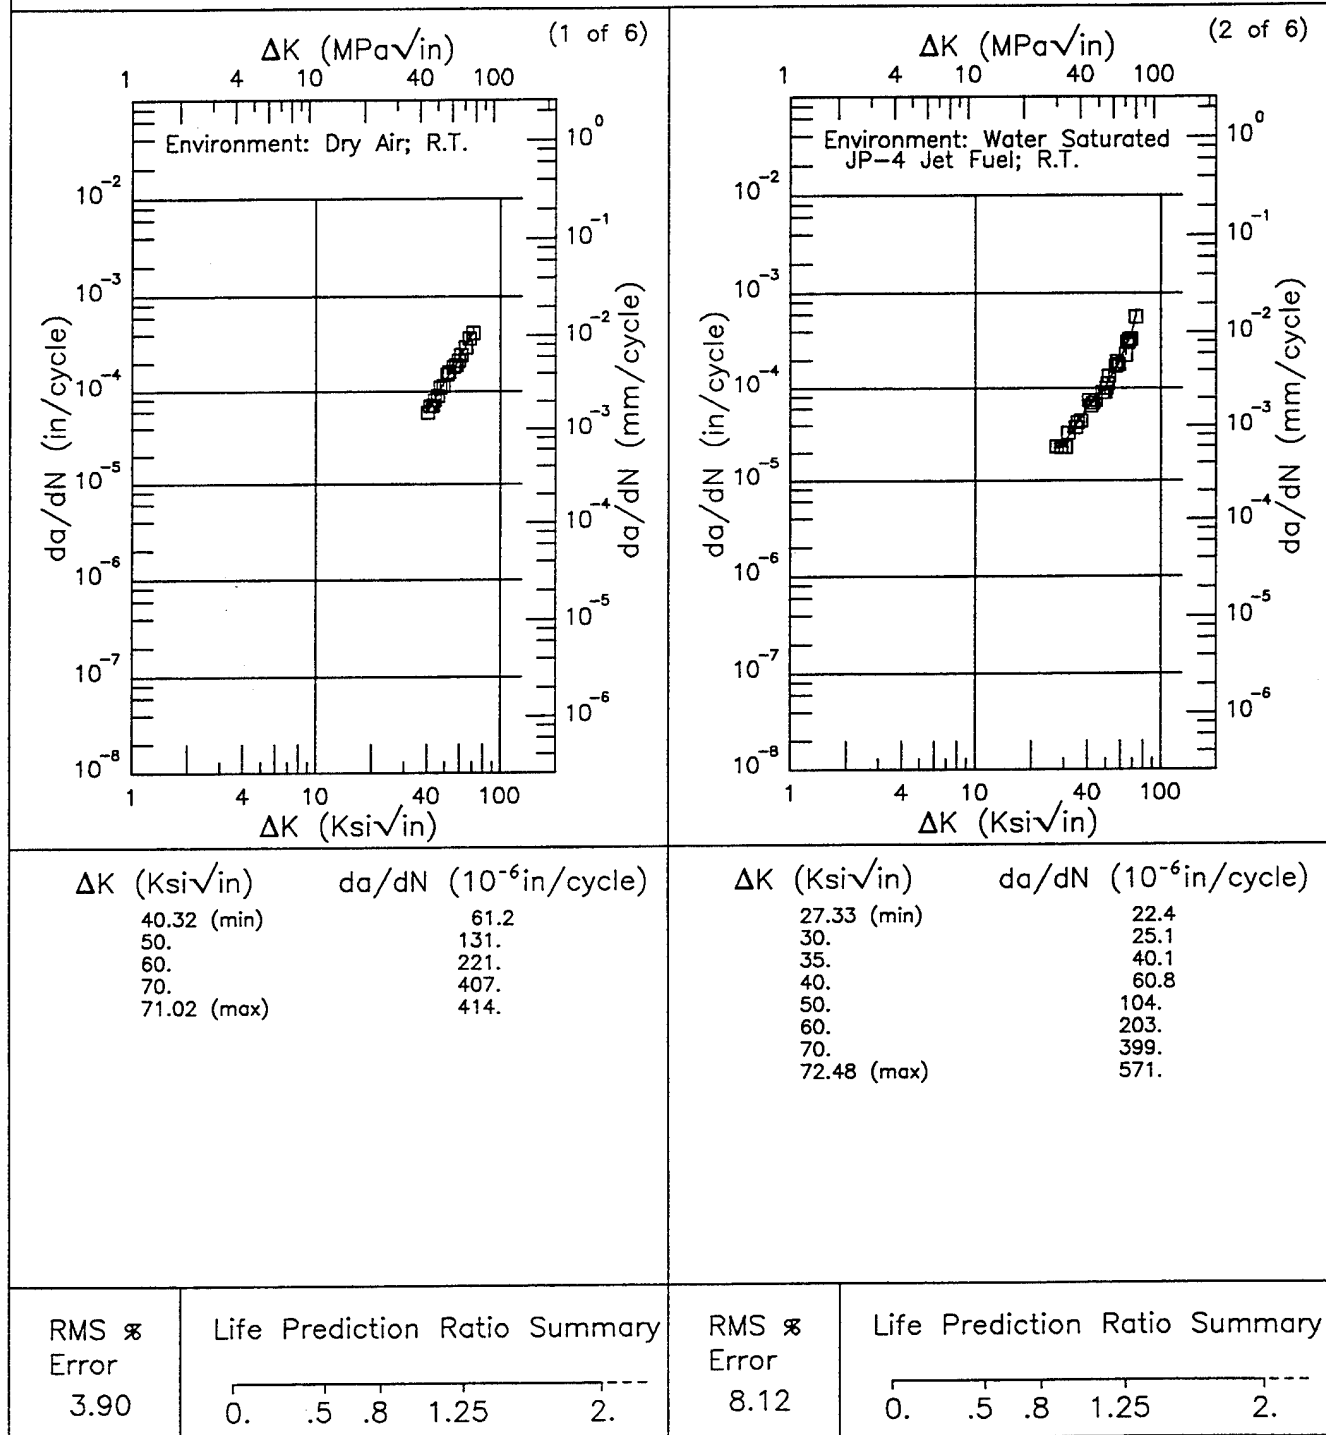 (1 of 6)
ΔK (MPa√in)
1 4 10 40 100
Environment: Dry Air; R.T.
10⁻²
10⁻³
10⁻⁴
10⁻⁵
10⁻⁶
10⁻⁷
10⁻⁸
da/dN (in/cycle)
10⁰
10⁻¹
10⁻²
10⁻³
10⁻⁴
10⁻⁵
10⁻⁶
da/dN (mm/cycle)
1 4 10 40 100
ΔK (Ksi√in)
ΔK (Ksi√in) da/dN (10⁻⁶in/cycle)
40.32 (min) 61.2
50. 131.
60. 221.
70. 407.
71.02 (max) 414.
RMS %
Error
3.90
Life Prediction Ratio Summary
0. .5 .8 1.25 2.
(2 of 6)
ΔK (MPa√in)
1 4 10 40 100
Environment: Water Saturated
JP-4 Jet Fuel; R.T.
10⁻²
10⁻³
10⁻⁴
10⁻⁵
10⁻⁶
10⁻⁷
10⁻⁸
da/dN (in/cycle)
10⁰
10⁻¹
10⁻²
10⁻³
10⁻⁴
10⁻⁵
10⁻⁶
da/dN (mm/cycle)
1 4 10 40 100
ΔK (Ksi√in)
ΔK (Ksi√in) da/dN (10⁻⁶in/cycle)
27.33 (min) 22.4
30. 25.1
35. 40.1
40. 60.8
50. 104.
60. 203.
70. 399.
72.48 (max) 571.
RMS %
Error
8.12
Life Prediction Ratio Summary
0. .5 .8 1.25 2.